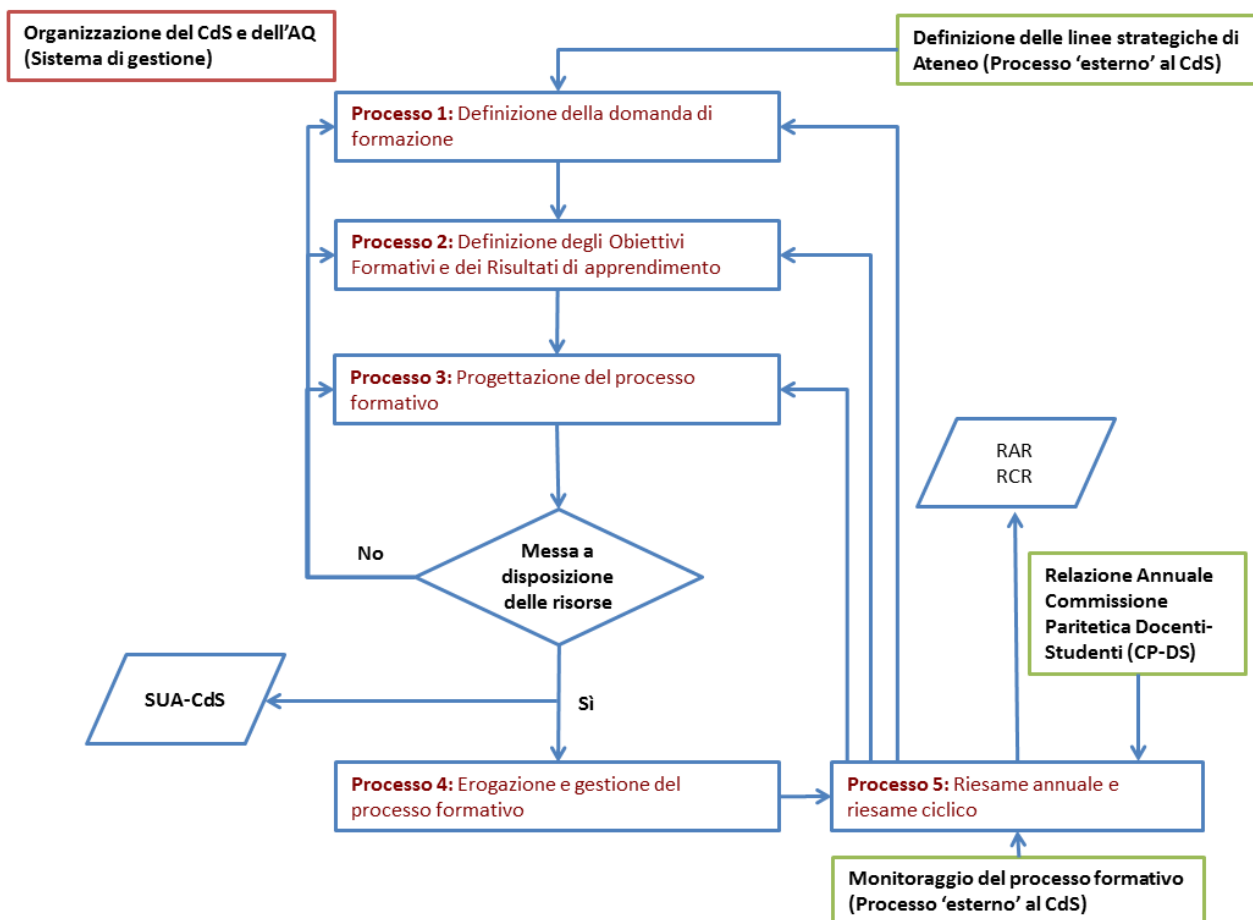 Organizzazione del CdS e dell'AQ
(Sistema di gestione)
Definizione delle linee strategiche di
Ateneo (Processo 'esterno' al CdS)
Processo 1: Definizione della domanda di
formazione
Processo 2: Definizione degli Obiettivi
Formativi e dei Risultati di apprendimento
Processo 3: Progettazione del processo
formativo
RAR
RCR
No
Messa a
disposizione
delle risorse
Relazione Annuale
Commissione
Paritetica Docenti-
Studenti (CP-DS)
SUA-CdS
Sì
Processo 4: Erogazione e gestione del
processo formativo
Processo 5: Riesame annuale e
riesame ciclico
Monitoraggio del processo formativo
(Processo 'esterno' al CdS)